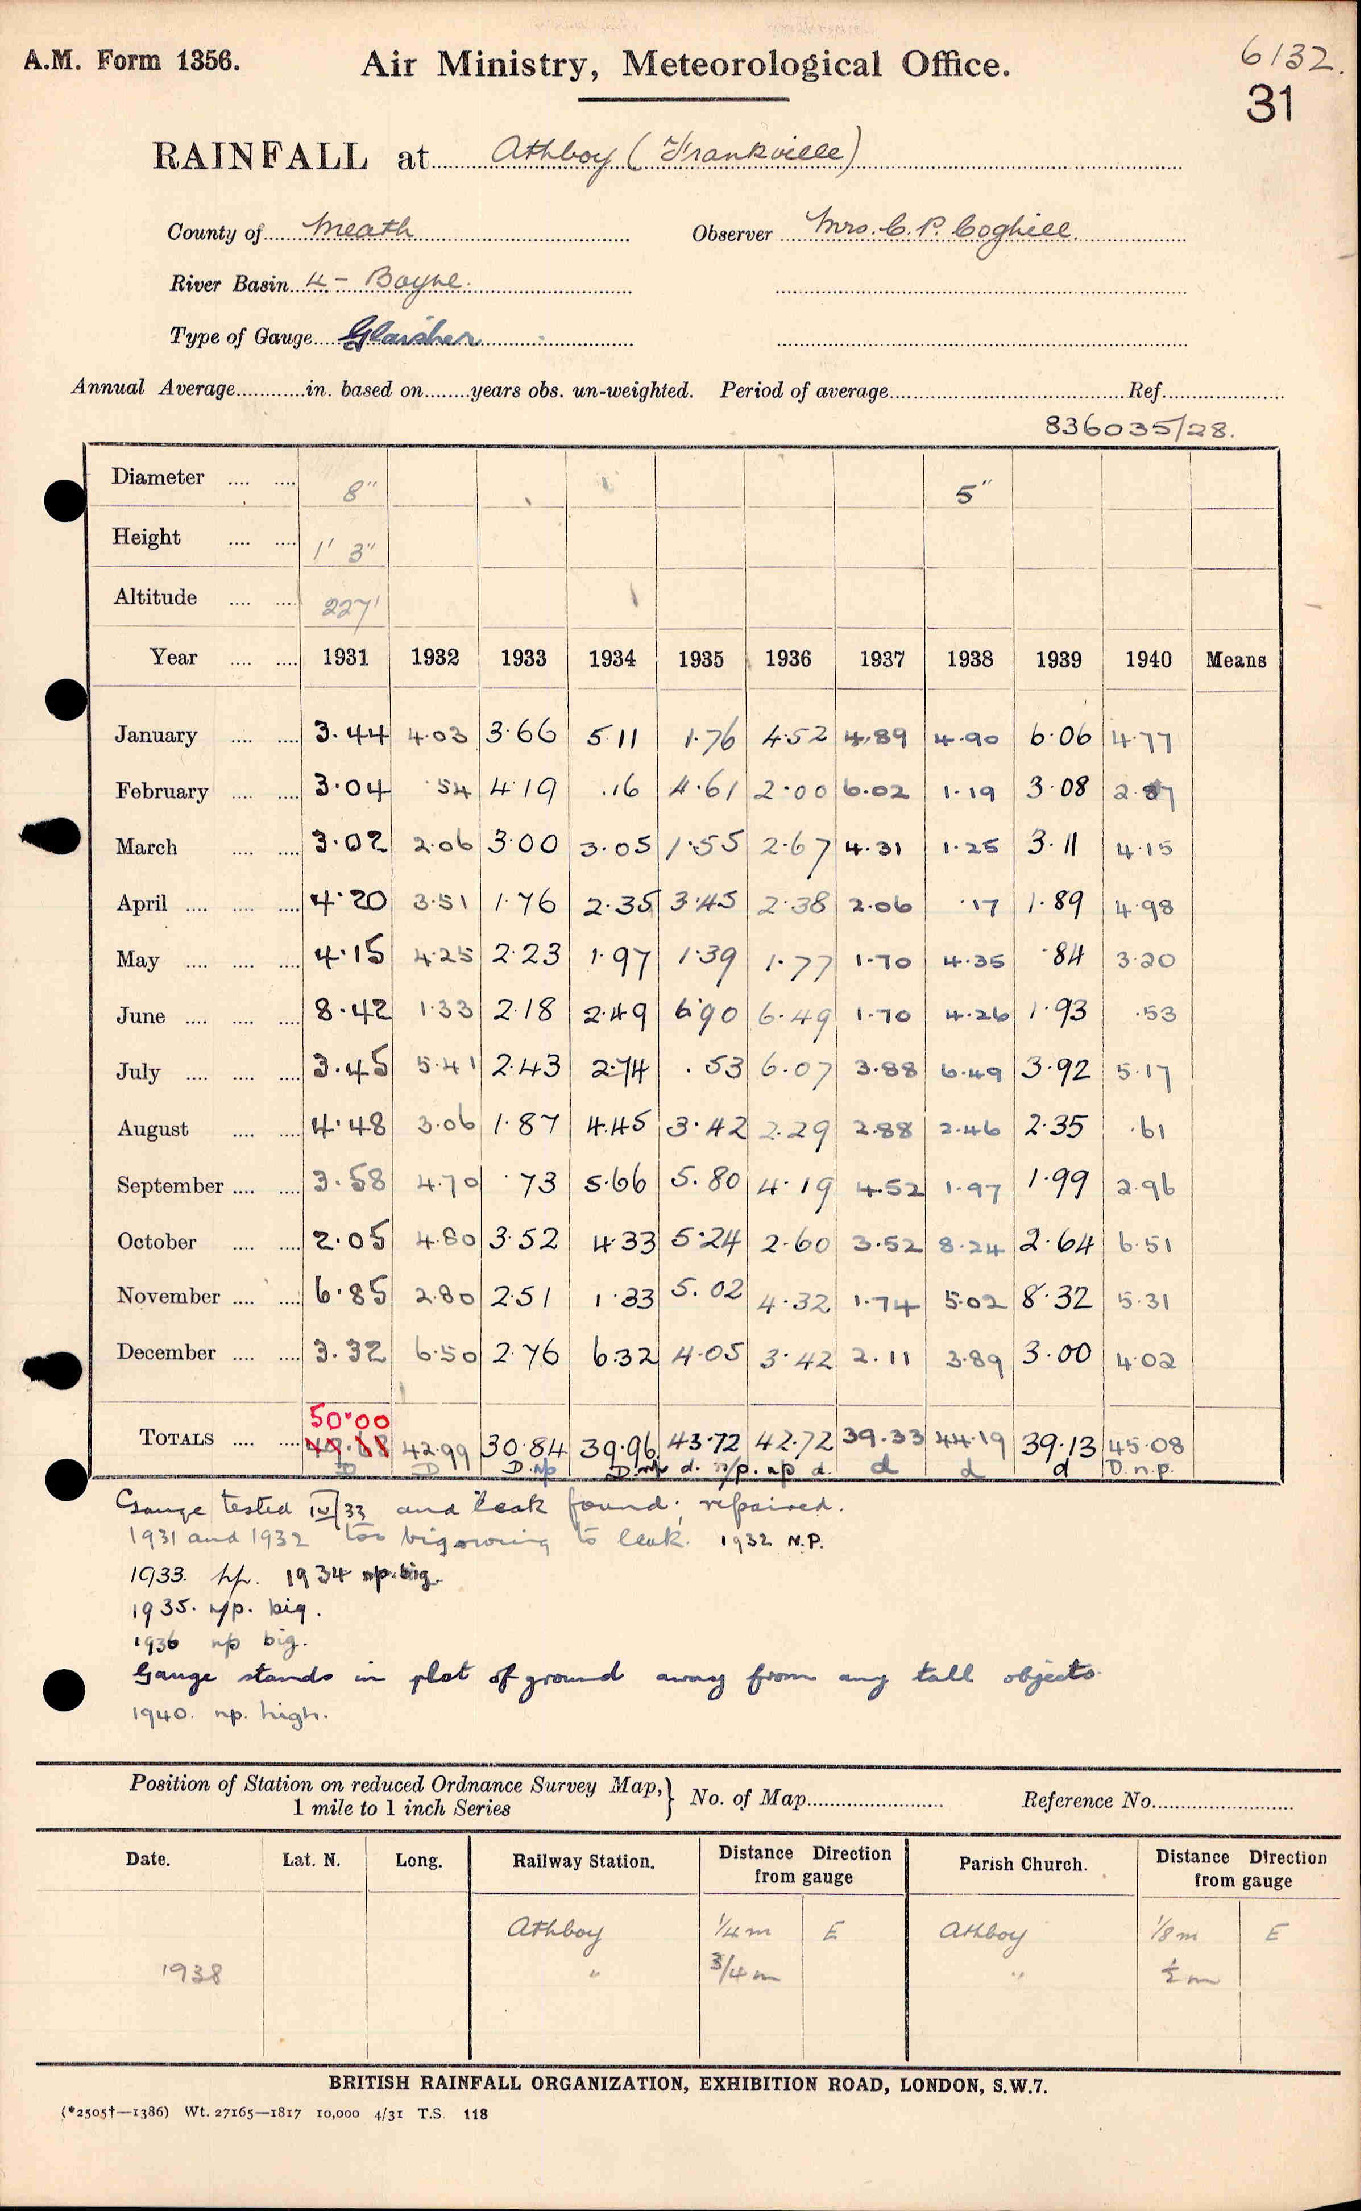 A.M. Form 1356.
Air Ministry, Meteorological Office.
6132.
31
RAINFALL at Athboy (Frankville)
County of Meath Observer Mrs. C. P. Coghill
River Basin 4 - Boyne.
Type of Gauge Glaisher
Annual Average............in. based on........years obs. un-weighted. Period of average..............................Ref...............
836035/28.
Diameter .... .... 8" 5"
Height .... .... 1' 3"
Altitude .... .... 227'
Year .... .... 1931 1932 1933 1934 1935 1936 1937 1938 1939 1940 Means
January .... .... 3.44 4.03 3.66 5.11 1.76 4.52 4.89 4.90 6.06 4.77
February .... .... 3.04 .54 4.19 .16 4.61 2.00 6.02 1.19 3.08 2.87
March .... .... 3.02 2.06 3.00 3.05 1.55 2.67 4.31 1.25 3.11 4.15
April .... .... .... 4.20 3.51 1.76 2.35 3.45 2.38 2.06 .17 1.89 4.98
May .... .... .... 4.15 4.25 2.23 1.97 1.39 1.77 1.70 4.35 .84 3.20
June .... .... .... 8.42 1.33 2.18 2.49 6.90 6.49 1.70 4.26 1.93 .53
July .... .... .... 3.45 5.41 2.43 2.74 .53 6.07 3.88 6.49 3.92 5.17
August .... .... 4.48 3.06 1.87 4.45 3.42 2.29 2.88 2.46 2.35 .61
September .... .... 3.58 4.70 .73 5.66 5.80 4.19 4.52 1.97 1.99 2.96
October .... .... 2.05 4.80 3.52 4.33 5.24 2.60 3.52 8.24 2.64 6.51
November .... .... 6.85 2.80 2.51 1.33 5.02 4.32 1.74 5.02 8.32 5.31
December .... .... 3.32 6.50 2.76 6.32 4.05 3.42 2.11 3.89 3.00 4.02
50.00
TOTALS .... .... 42.99 30.84 39.96 43.72 42.72 39.33 44.19 39.13 45.08
D D D. np D. np d. n/p. np d. d d d D. n.p.
Gauge tested IV/33 and leak found; repaired.
1931 and 1932 too big owing to leak. 1932 N.P.
1933. np. 1934 np. big.
1935. n/p. big.
1936 np big.
Gauge stands in plot of ground away from any tall objects.
1940. np. high.
Position of Station on reduced Ordnance Survey Map,} No. of Map........................ Reference No.........................
1 mile to 1 inch Series
Date. Lat. N. Long. Railway Station. Distance Direction from gauge Parish Church. Distance Direction from gauge
Athboy 1/4 m E Athboy 1/8 m E
1938 " 3/4 m " 1/2 m
BRITISH RAINFALL ORGANIZATION, EXHIBITION ROAD, LONDON, S.W.7.
(*2505†—1386) Wt. 27165—1817 10,000 4/31 T.S. 118